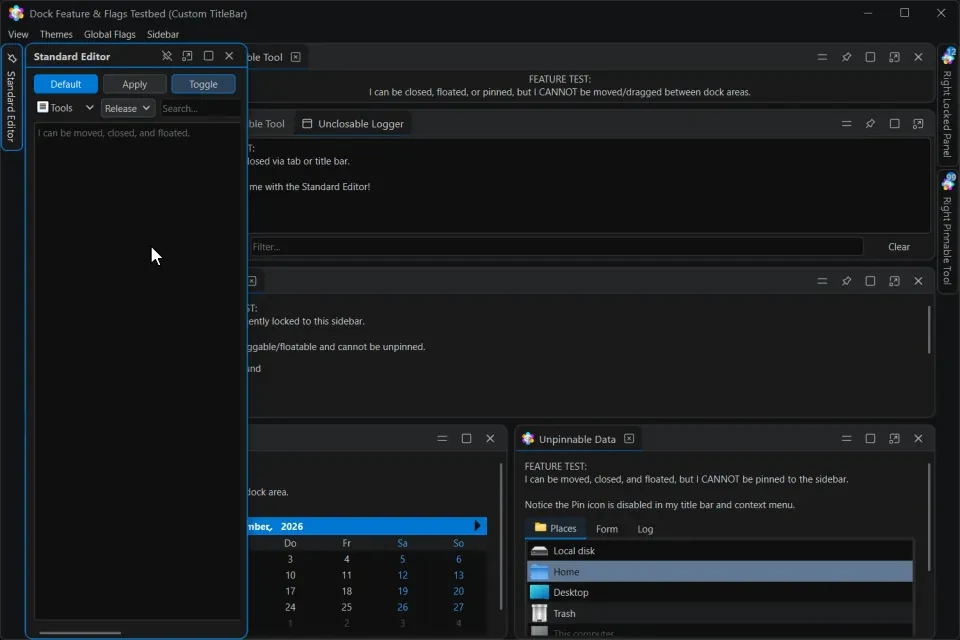 Dock Feature & Flags Testbed (Custom TitleBar)
View Themes Global Flags Sidebar
Standard Editor
Standard Editor
Default Apply Toggle
Tools Release Search...
I can be moved, closed, and floated.
ble Tool
FEATURE TEST:
I can be closed, floated, or pinned, but I CANNOT be moved/dragged between dock areas.
ble Tool Unclosable Logger
T:
losed via tab or title bar.
me with the Standard Editor!
Filter... Clear
ST:
ently locked to this sidebar.
ggable/floatable and cannot be unpinned.
und
dock area.
mber, 2026
Do Fr Sa So
3 4 5 6
10 11 12 13
17 18 19 20
24 25 26 27
1 2 3 4
Unpinnable Data
FEATURE TEST:
I can be moved, closed, and floated, but I CANNOT be pinned to the sidebar.
Notice the Pin icon is disabled in my title bar and context menu.
Places Form Log
Local disk
Home
Desktop
Trash
This computer
12
Right Locked Panel
99
Right Pinnable Tool